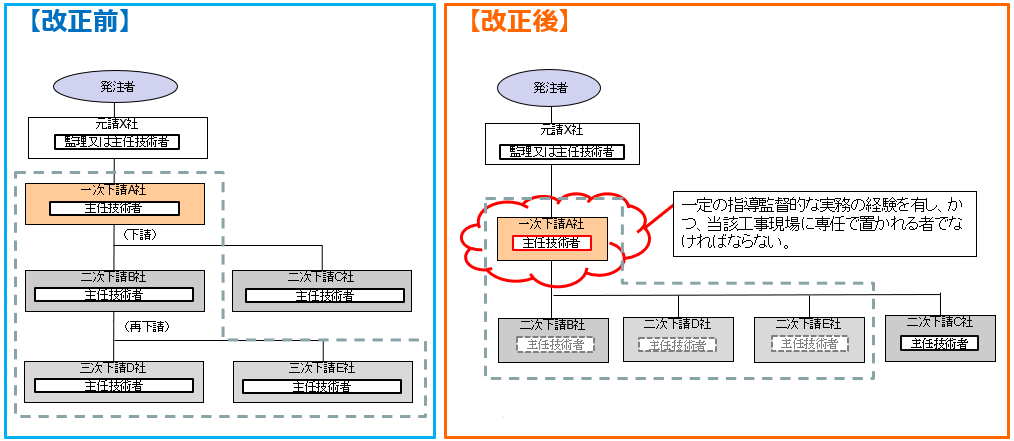 【改正前】
発注者
元請X社
監理又は主任技術者
一次下請A社
主任技術者
（下請）
二次下請B社
主任技術者
二次下請C社
主任技術者
（再下請）
三次下請D社
主任技術者
三次下請E社
主任技術者
【改正後】
発注者
元請X社
監理又は主任技術者
一次下請A社
主任技術者
一定の指導監督的な実務の経験を有し、か
つ、当該工事現場に専任で置かれる者でな
ければならない。
二次下請B社
主任技術者
二次下請D社
主任技術者
二次下請E社
主任技術者
二次下請C社
主任技術者